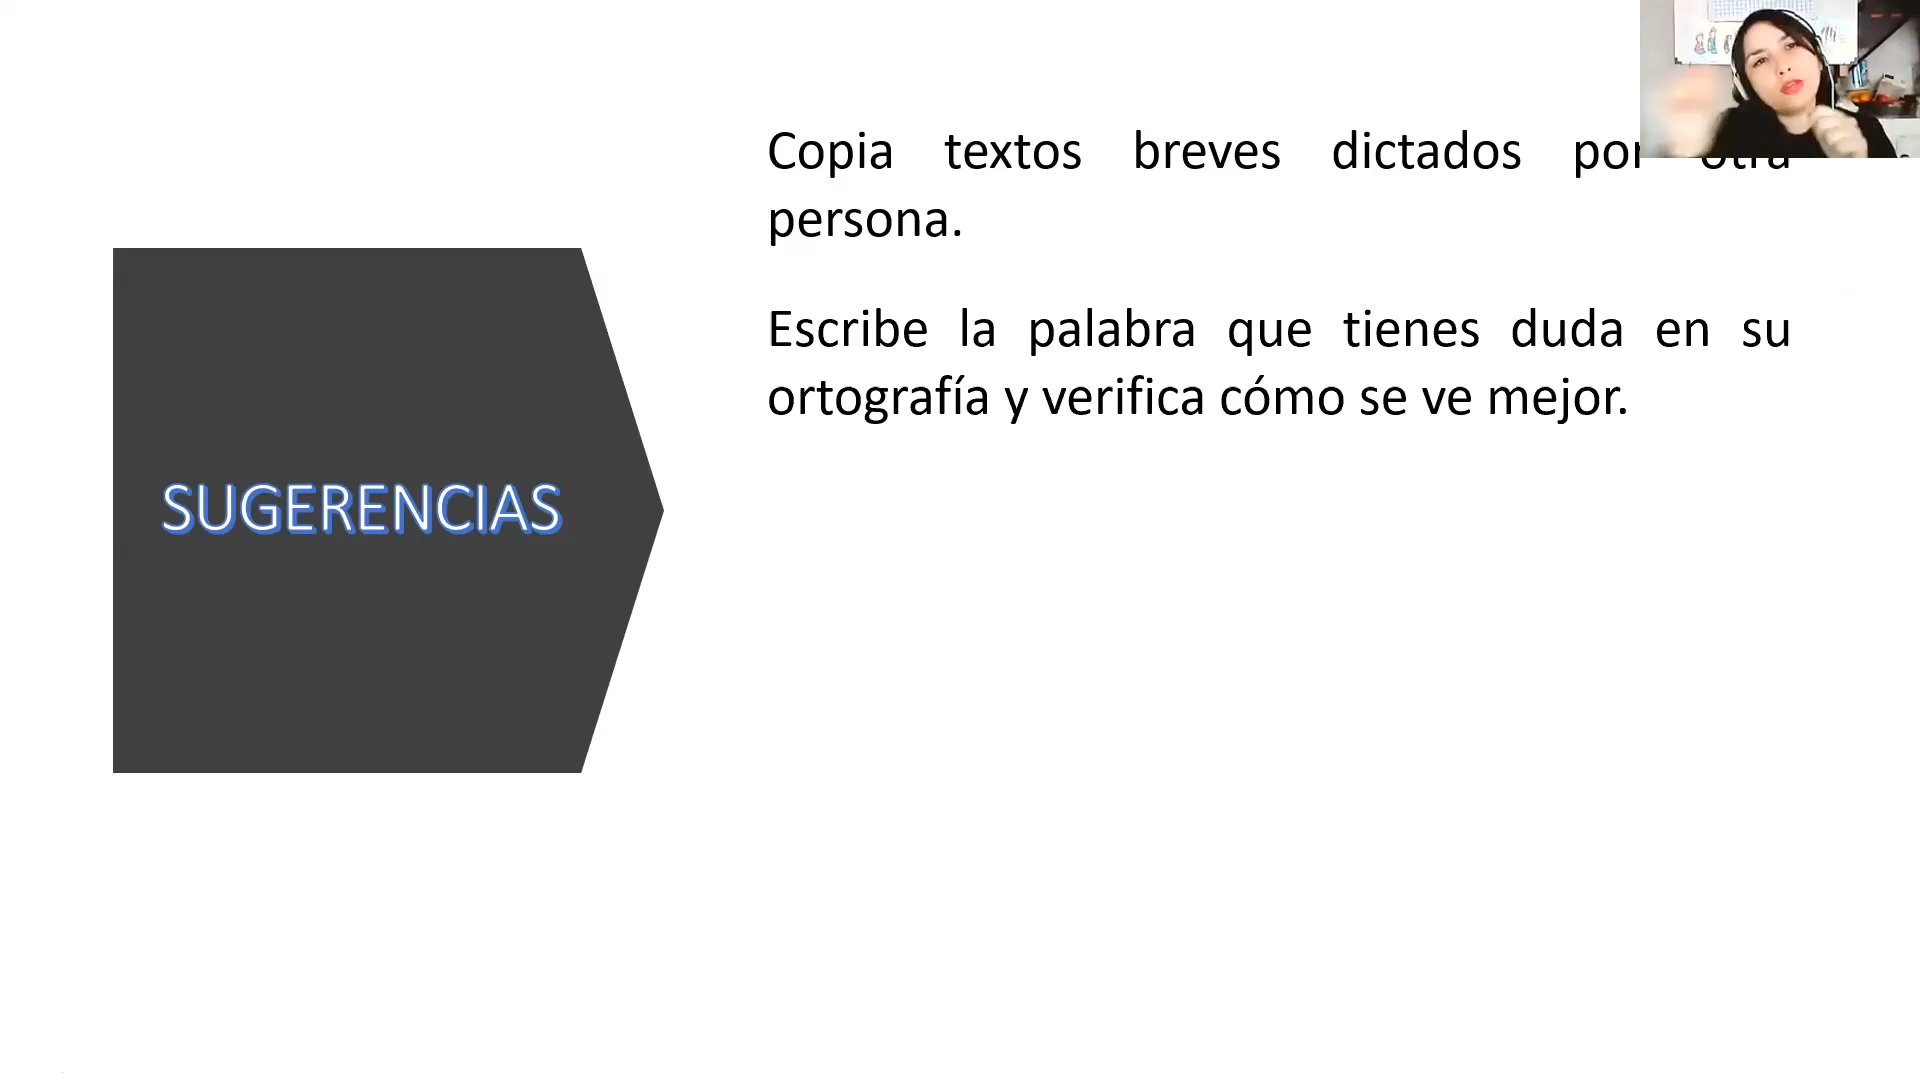 Copia textos breves dictados por otra
persona.
Escribe la palabra que tienes duda en su
ortografía y verifica cómo se ve mejor.
SUGERENCIAS